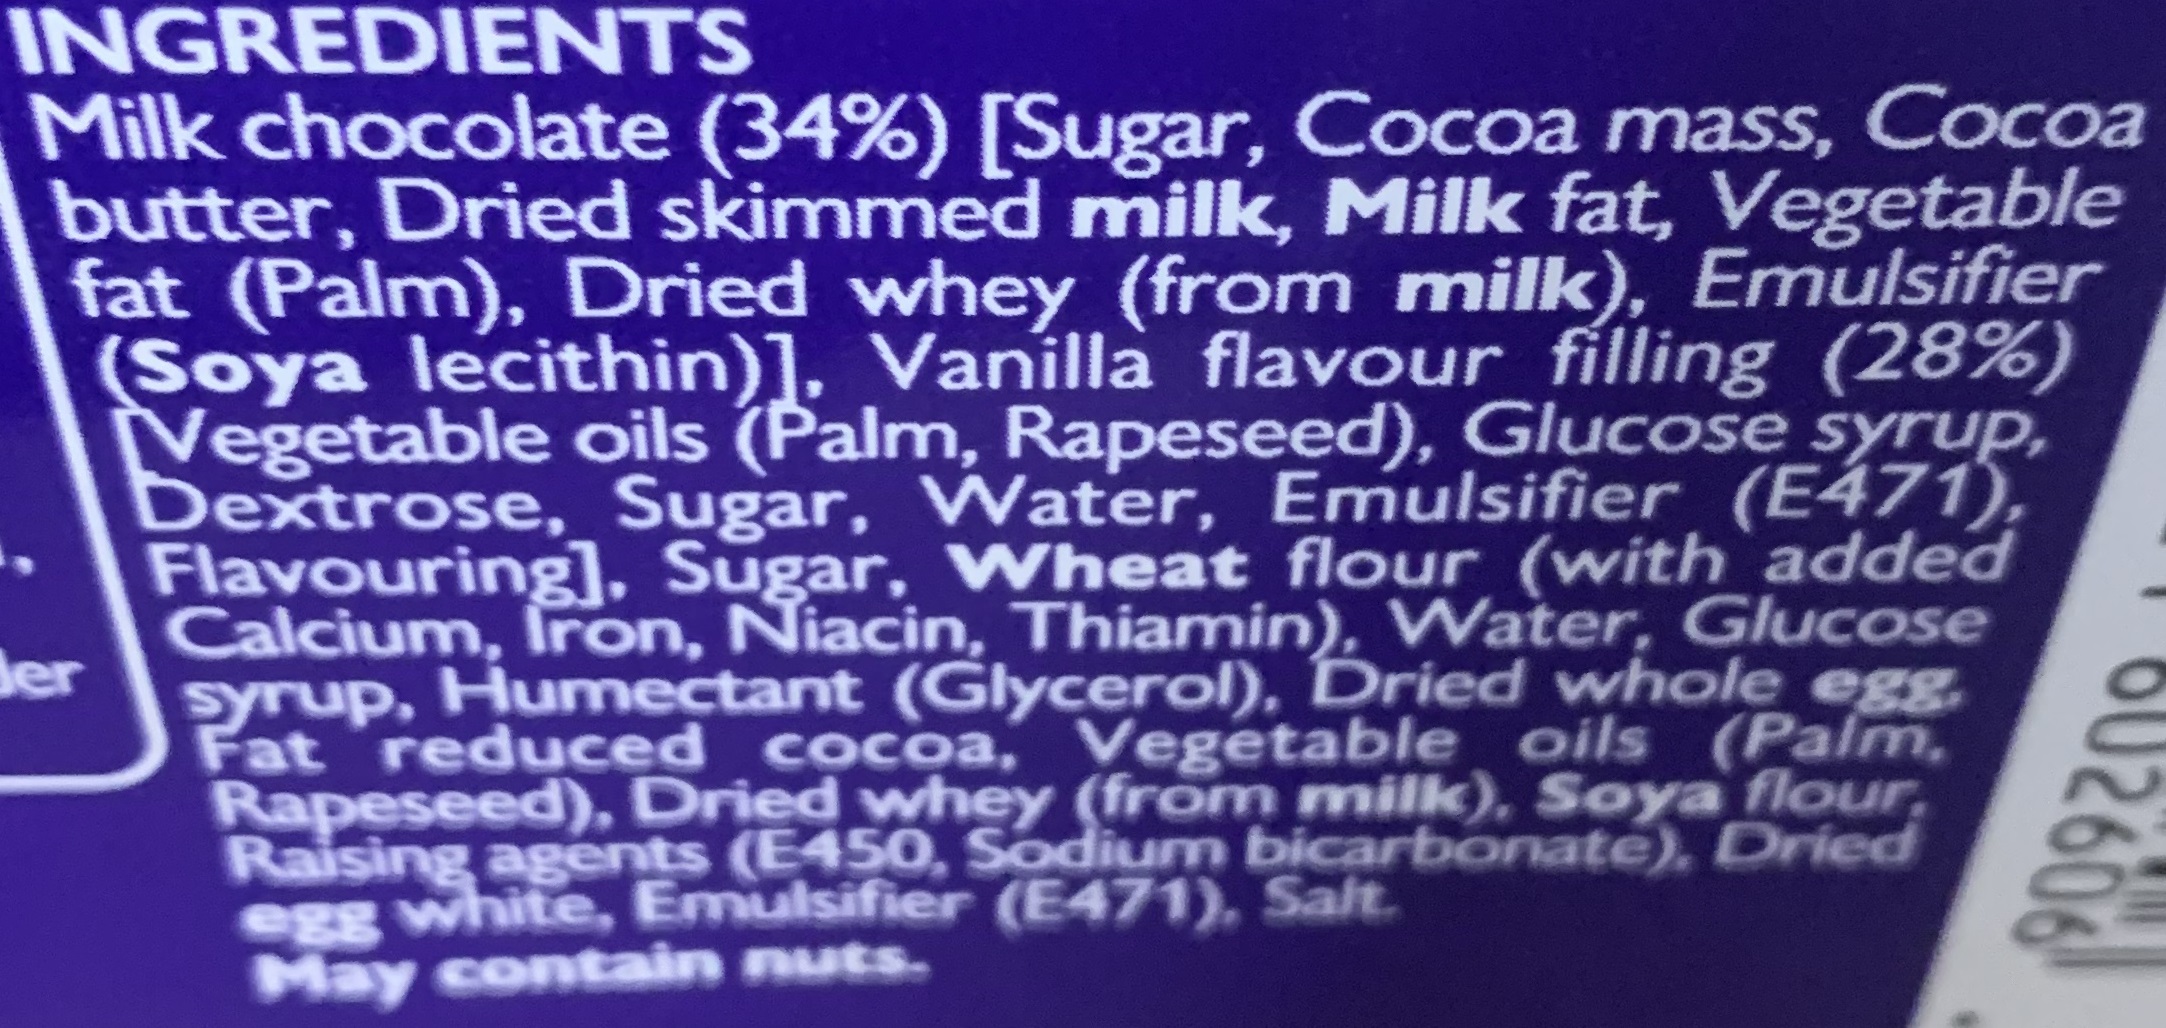 INGREDIENTS
Milk chocolate (34%) [Sugar, Cocoa mass, Cocoa
butter, Dried skimmed milk, Milk fat, Vegetable
fat (Palm), Dried whey (from milk), Emulsifier
(Soya lecithin)], Vanilla flavour filling (28%)
[Vegetable oils (Palm, Rapeseed), Glucose syrup,
Dextrose, Sugar, Water, Emulsifier (E471),
Flavouring], Sugar, Wheat flour (with added
Calcium, Iron, Niacin, Thiamin), Water, Glucose
syrup, Humectant (Glycerol), Dried whole egg,
Fat reduced cocoa, Vegetable oils (Palm,
Rapeseed), Dried whey (from milk), Soya flour,
Raising agents (E450, Sodium bicarbonate), Dried
egg white, Emulsifier (E471), Salt.
May contain nuts.
ler
602606